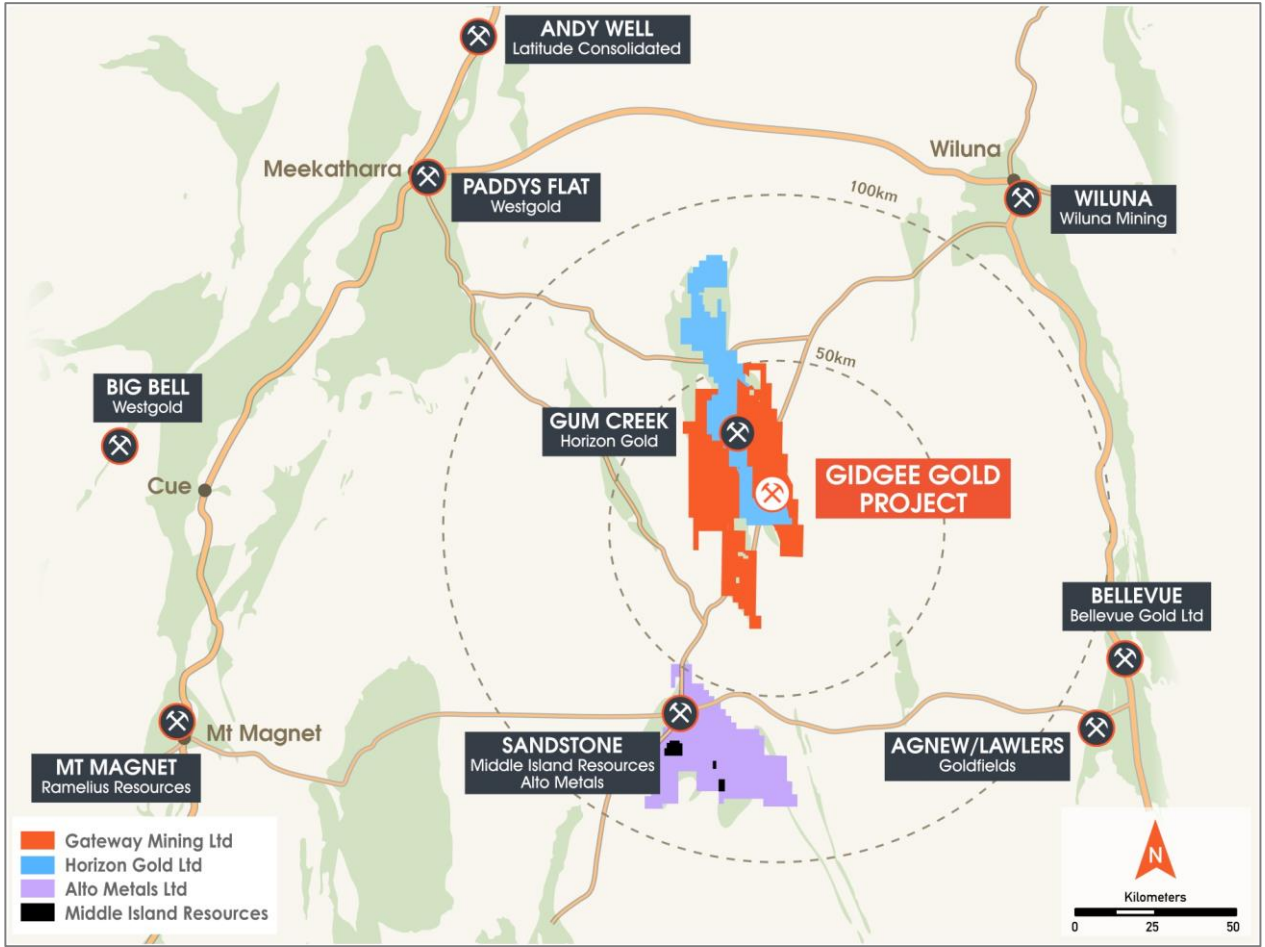 ANDY WELL
Latitude Consolidated
Meekatharra
PADDYS FLAT
Westgold
Wiluna
WILUNA
Wiluna Mining
100km
50km
BIG BELL
Westgold
Cue
GUM CREEK
Horizon Gold
GIDGEE GOLD
PROJECT
BELLEVUE
Bellevue Gold Ltd
Mt Magnet
MT MAGNET
Ramelius Resources
SANDSTONE
Middle Island Resources
Alto Metals
AGNEW/LAWLERS
Goldfields
Gateway Mining Ltd
Horizon Gold Ltd
Alto Metals Ltd
Middle Island Resources
N
Kilometers
0 25 50